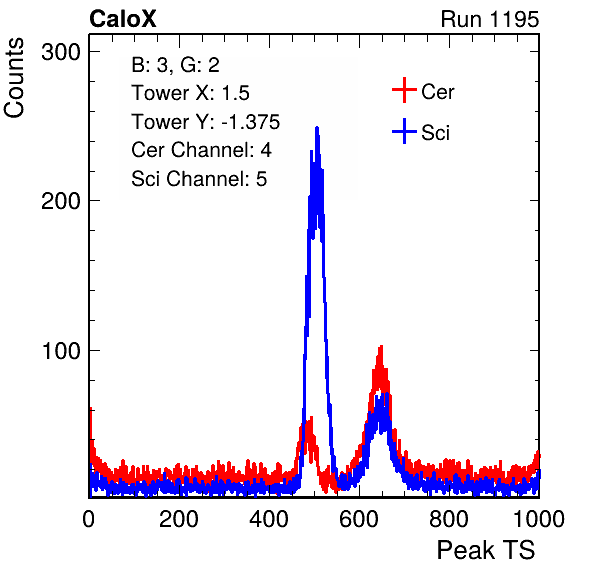 CaloX Run 1195
Counts
300
200
100
B: 3, G: 2
Tower X: 1.5
Tower Y: -1.375
Cer Channel: 4
Sci Channel: 5
Cer
Sci
0 200 400 600 800 1000
Peak TS